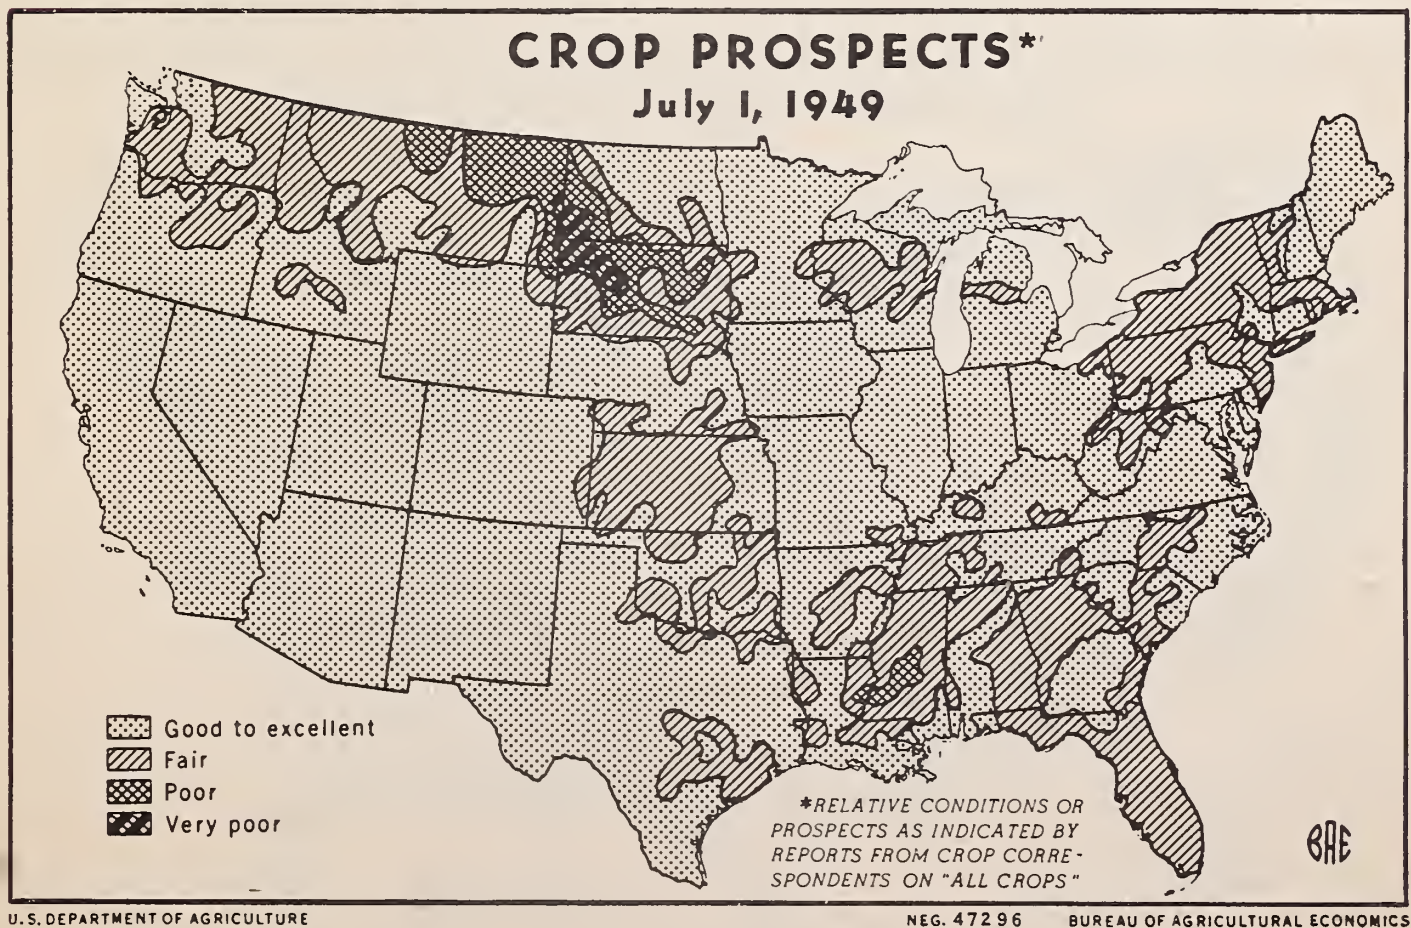 CROP PROSPECTS*
July 1, 1949
Good to excellent
Fair
Poor
Very poor
*RELATIVE CONDITIONS OR
PROSPECTS AS INDICATED BY
REPORTS FROM CROP CORRE-
SPONDENTS ON "ALL CROPS"
BAE
U.S. DEPARTMENT OF AGRICULTURE
NEG. 47296
BUREAU OF AGRICULTURAL ECONOMICS